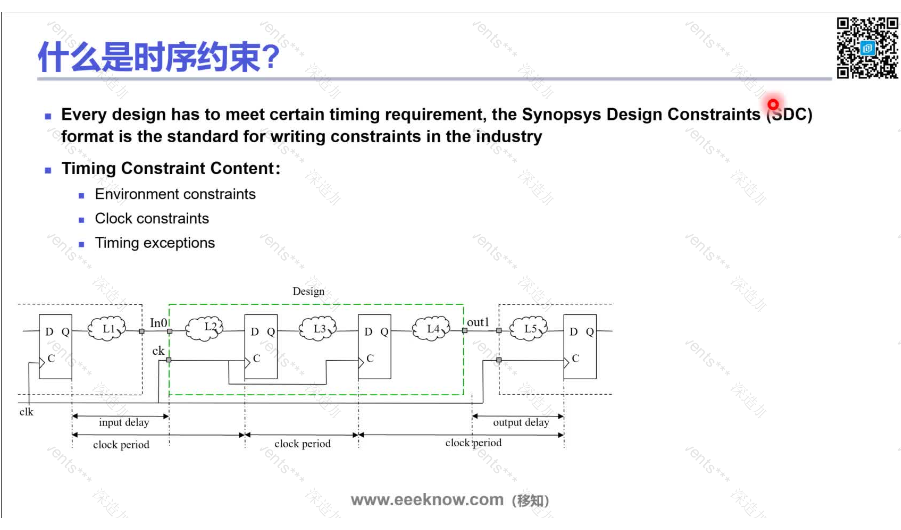 什么是时序约束?
Every design has to meet certain timing requirement, the Synopsys Design Constraints (SDC)
format is the standard for writing constraints in the industry
Timing Constraint Content:
Environment constraints
Clock constraints
Timing exceptions
Design
D Q L1 In0 L2 D Q L3 D Q L4 out1 L5 D Q
C ck C C C
clk
input delay output delay
clock period clock period clock period
www.eeeknow.com（移知）